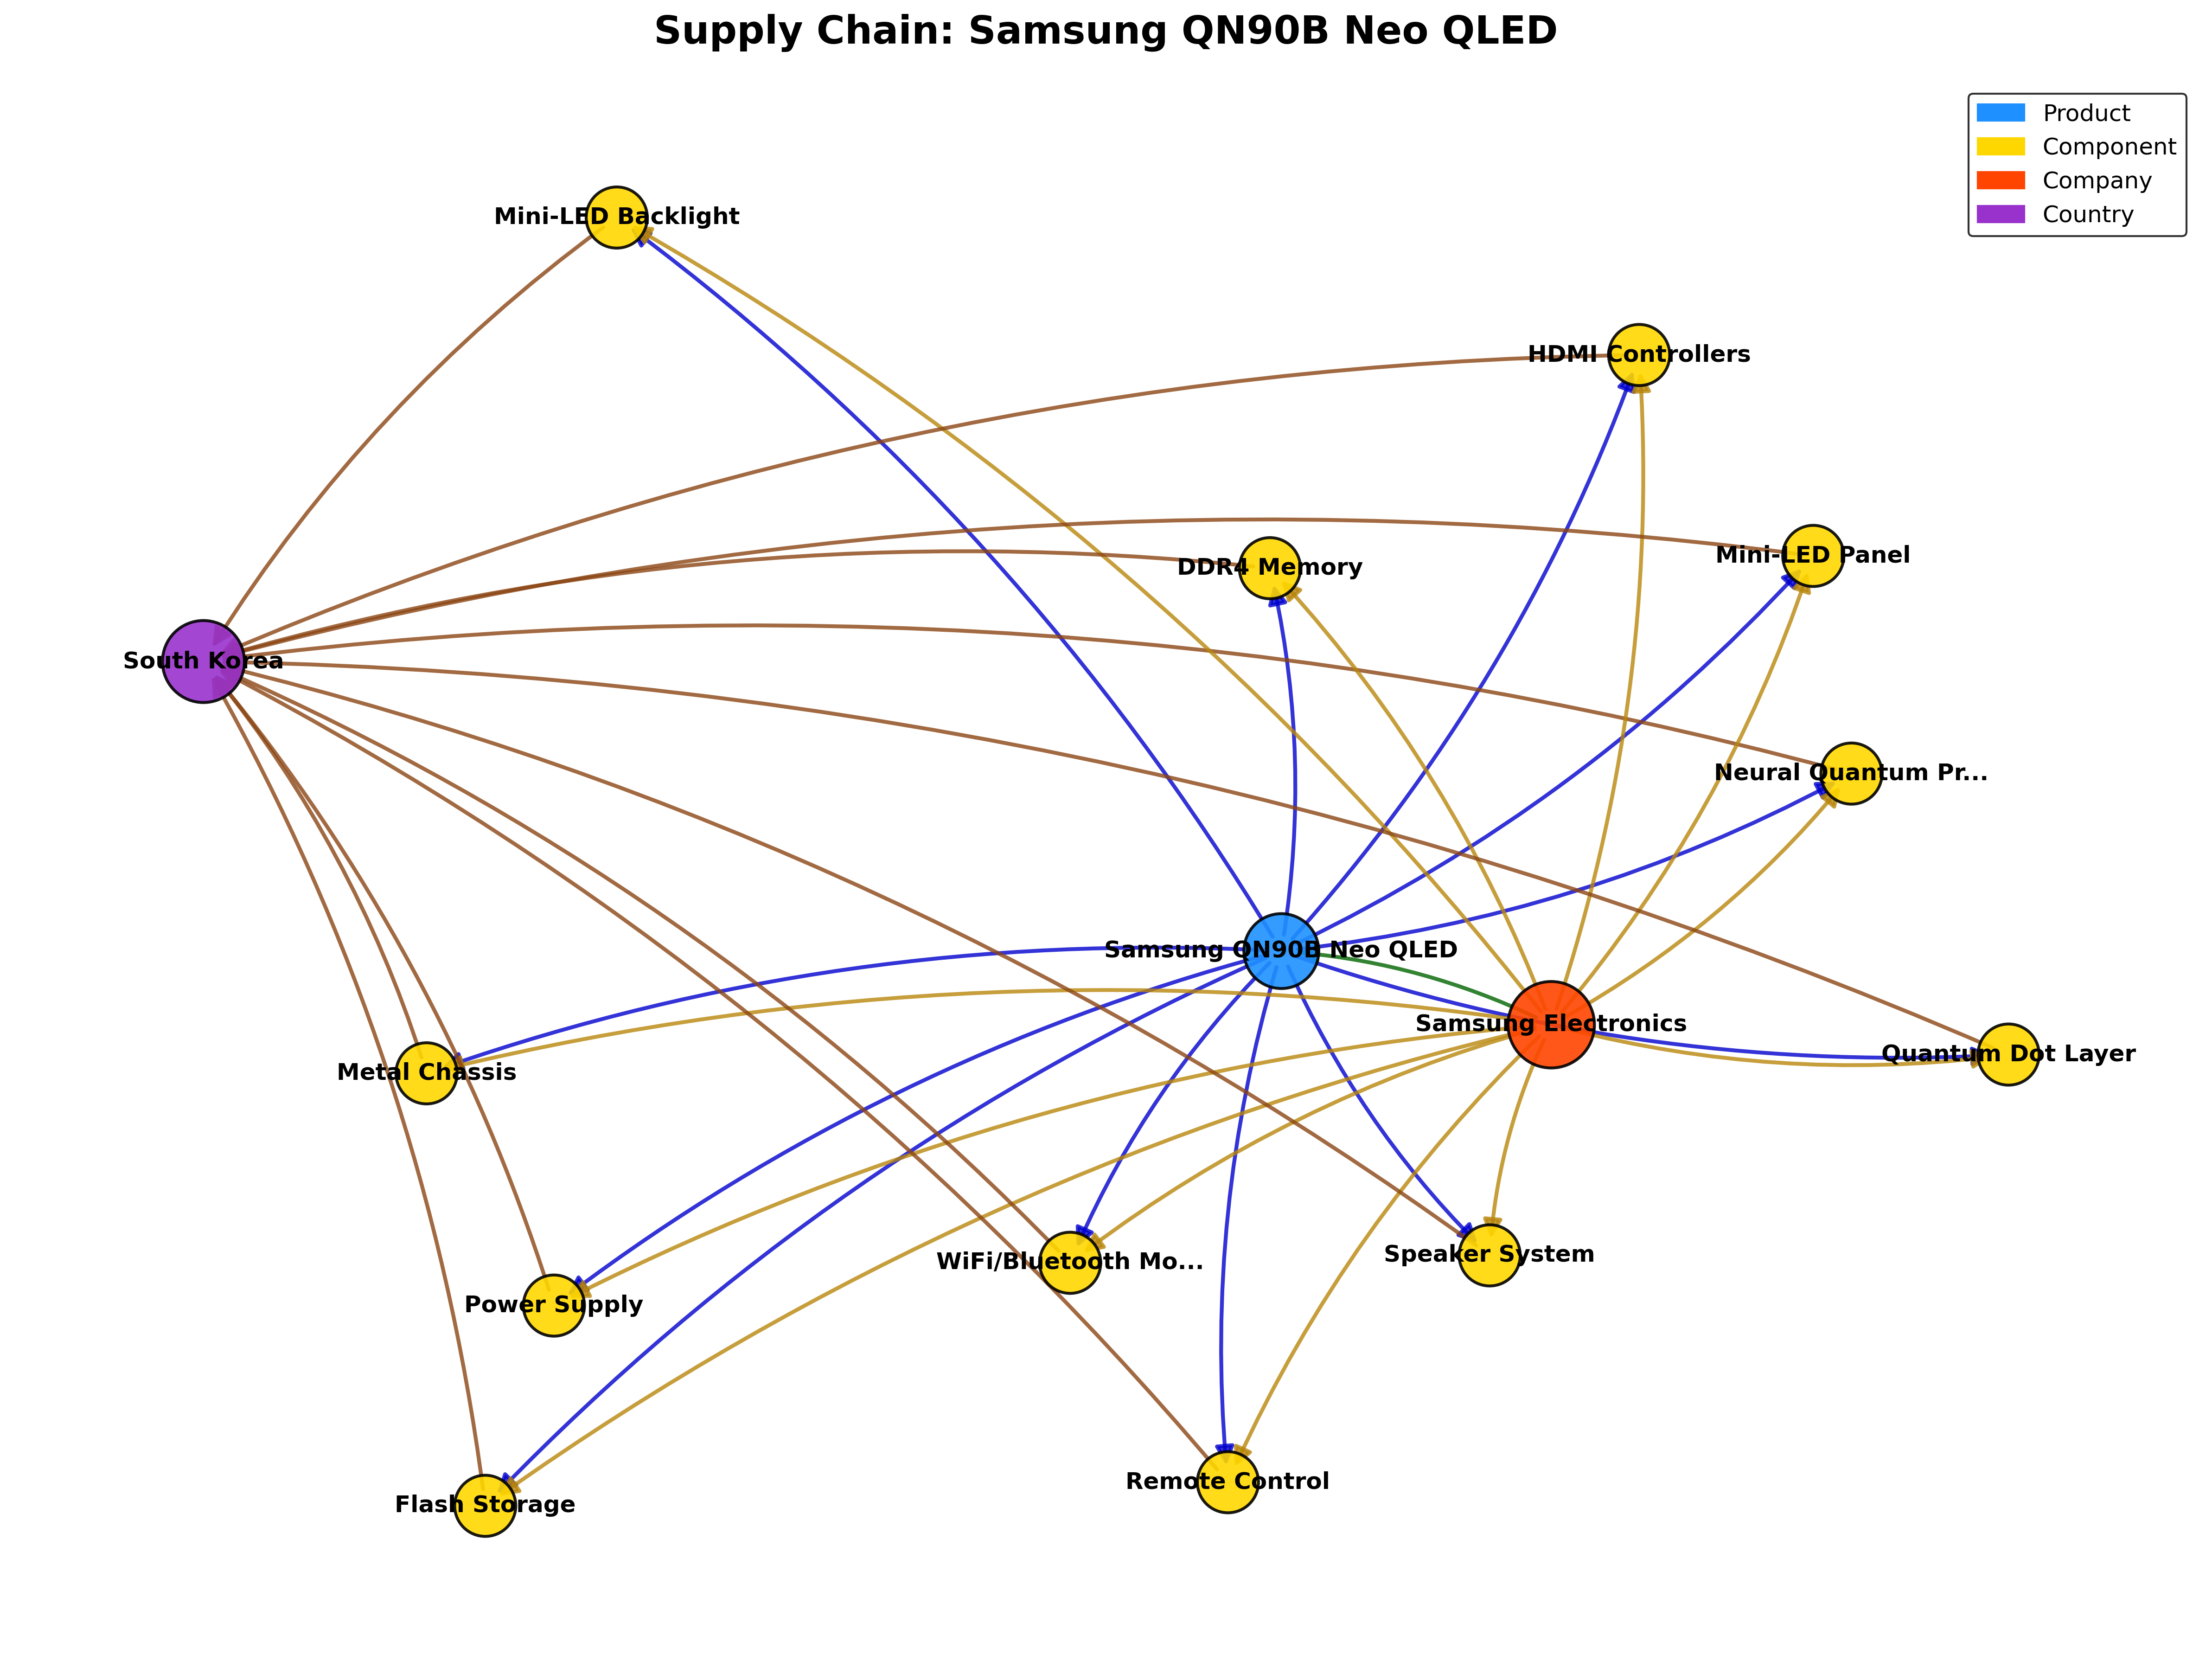 Supply Chain: Samsung QN90B Neo QLED
Product
Component
Company
Country
Mini-LED Backlight
HDMI Controllers
Mini-LED Panel
DDR4 Memory
South Korea
Neural Quantum Pr...
Samsung QN90B Neo QLED
Samsung Electronics
Quantum Dot Layer
Metal Chassis
Speaker System
WiFi/Bluetooth Mo...
Power Supply
Remote Control
Flash Storage